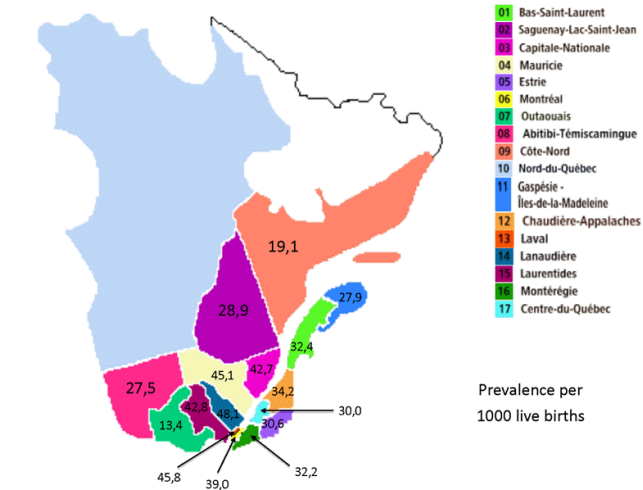 01 Bas-Saint-Laurent
02 Saguenay-Lac-Saint-Jean
03 Capitale-Nationale
04 Mauricie
05 Estrie
06 Montréal
07 Outaouais
08 Abitibi-Témiscamingue
09 Côte-Nord
10 Nord-du-Québec
11 Gaspésie -
Îles-de-la-Madeleine
12 Chaudière-Appalaches
13 Laval
14 Lanaudière
15 Laurentides
16 Montérégie
17 Centre-du-Québec
19,1
28,9
27,9
32,4
45,1
42,7
27,5
34,2
42,8
48,1
13,4
30,6
30,0
45,8
39,0
32,2
Prevalence per
1000 live births